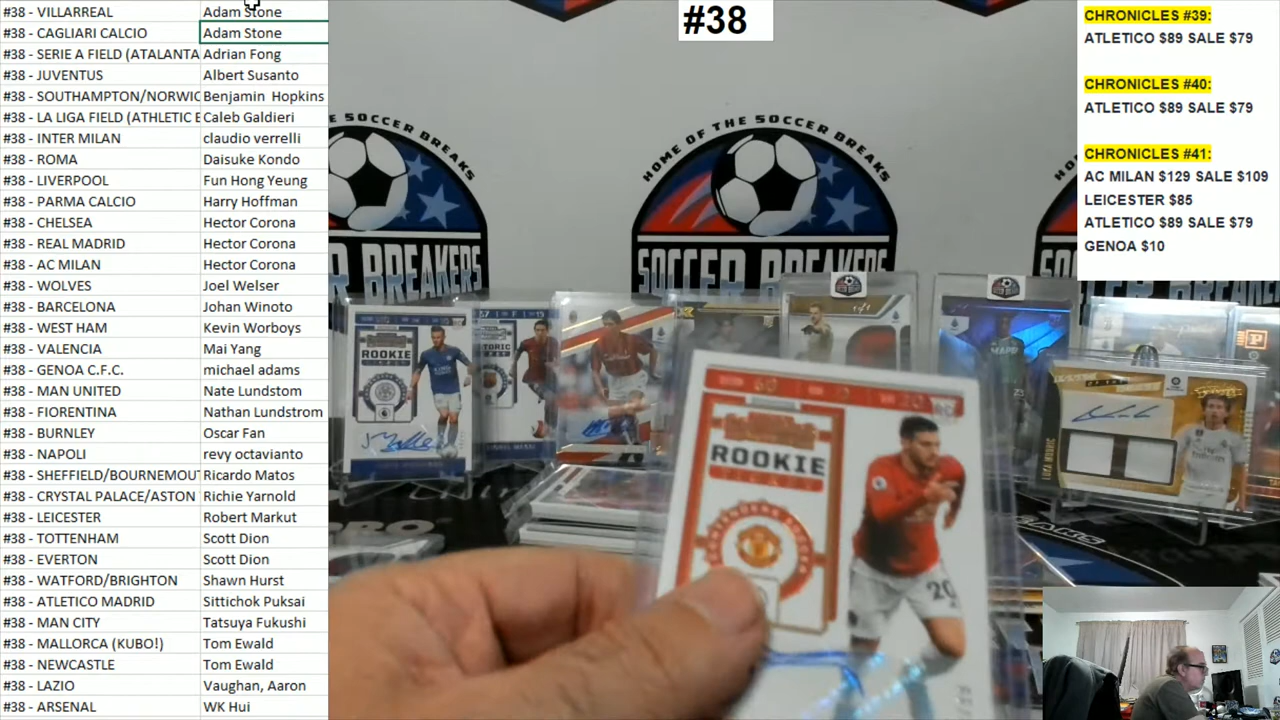 #38 - VILLARREAL Adam Stone
#38 - CAGLIARI CALCIO Adam Stone
#38 - SERIE A FIELD (ATALANTA Adrian Fong
#38 - JUVENTUS Albert Susanto
#38 - SOUTHAMPTON/NORWIC Benjamin Hopkins
#38 - LA LIGA FIELD (ATHLETIC B Caleb Galdieri
#38 - INTER MILAN claudio verrelli
#38 - ROMA Daisuke Kondo
#38 - LIVERPOOL Fun Hong Yeung
#38 - PARMA CALCIO Harry Hoffman
#38 - CHELSEA Hector Corona
#38 - REAL MADRID Hector Corona
#38 - AC MILAN Hector Corona
#38 - WOLVES Joel Welser
#38 - BARCELONA Johan Winoto
#38 - WEST HAM Kevin Worboys
#38 - VALENCIA Mai Yang
#38 - GENOA C.F.C. michael adams
#38 - MAN UNITED Nate Lundstom
#38 - FIORENTINA Nathan Lundstrom
#38 - BURNLEY Oscar Fan
#38 - NAPOLI revy octavianto
#38 - SHEFFIELD/BOURNEMOUT Ricardo Matos
#38 - CRYSTAL PALACE/ASTON Richie Yarnold
#38 - LEICESTER Robert Markut
#38 - TOTTENHAM Scott Dion
#38 - EVERTON Scott Dion
#38 - WATFORD/BRIGHTON Shawn Hurst
#38 - ATLETICO MADRID Sittichok Puksai
#38 - MAN CITY Tatsuya Fukushi
#38 - MALLORCA (KUBO!) Tom Ewald
#38 - NEWCASTLE Tom Ewald
#38 - LAZIO Vaughan, Aaron
#38 - ARSENAL WK Hui
#38
CHRONICLES #39:
ATLETICO $89 SALE $79
CHRONICLES #40:
ATLETICO $89 SALE $79
CHRONICLES #41:
AC MILAN $129 SALE $109
LEICESTER $85
ATLETICO $89 SALE $79
GENOA $10
E SOCCER BREAKS
R BREAKERS
HOME OF THE SOCCER BREAKS
SOCCER BREAKERS
SOC
ROOKIE
ROOKIE
20